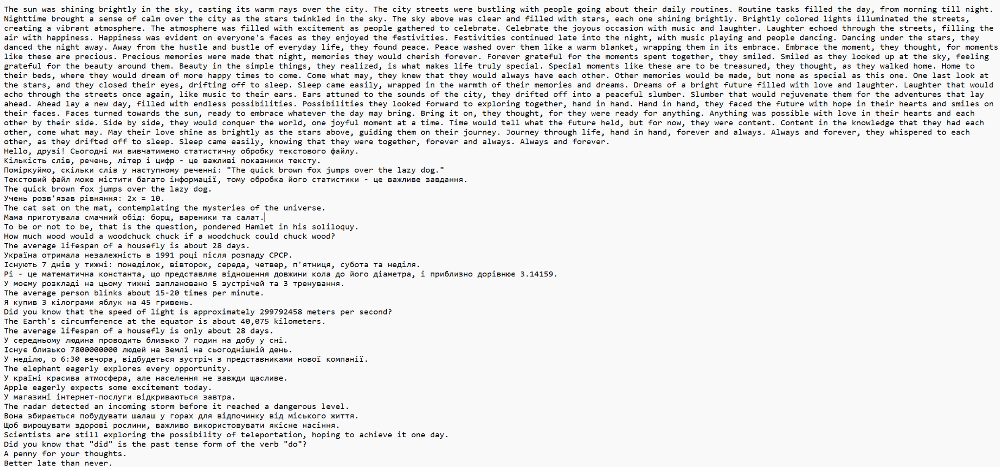 The sun was shining brightly in the sky, casting its warm rays over the city. The city streets were bustling with people going about their daily routines. Routine tasks filled the day, from morning till night.
Nighttime brought a sense of calm over the city as the stars twinkled in the sky. The sky above was clear and filled with stars, each one shining brightly. Brightly colored lights illuminated the streets,
creating a vibrant atmosphere. The atmosphere was filled with excitement as people gathered to celebrate. Celebrate the joyous occasion with music and laughter. Laughter echoed through the streets, filling the
air with happiness. Happiness was evident on everyone's faces as they enjoyed the festivities. Festivities continued late into the night, with music playing and people dancing. Dancing under the stars, they
danced the night away. Away from the hustle and bustle of everyday life, they found peace. Peace washed over them like a warm blanket, wrapping them in its embrace. Embrace the moment, they thought, for moments
like these are precious. Precious memories were made that night, memories they would cherish forever. Forever grateful for the moments spent together, they smiled. Smiled as they looked up at the sky, feeling
grateful for the beauty around them. Beauty in the simple things, they realized, is what makes life truly special. Special moments like these are to be treasured, they thought, as they walked home. Home to
their beds, where they would dream of more happy times to come. Come what may, they knew that they would always have each other. Other memories would be made, but none as special as this one. One last look at
the stars, and they closed their eyes, drifting off to sleep. Sleep came easily, wrapped in the warmth of their memories and dreams. Dreams of a bright future filled with love and laughter. Laughter that would
echo through the streets once again, like music to their ears. Ears attuned to the sounds of the city, they drifted off into a peaceful slumber. Slumber that would rejuvenate them for the adventures that lay
ahead. Ahead lay a new day, filled with endless possibilities. Possibilities they looked forward to exploring together, hand in hand. Hand in hand, they faced the future with hope in their hearts and smiles on
their faces. Faces turned towards the sun, ready to embrace whatever the day may bring. Bring it on, they thought, for they were ready for anything. Anything was possible with love in their hearts and each
other by their side. Side by side, they would conquer the world, one joyful moment at a time. Time would tell what the future held, but for now, they were content. Content in the knowledge that they had each
other, come what may. May their love shine as brightly as the stars above, guiding them on their journey. Journey through life, hand in hand, forever and always. Always and forever, they whispered to each
other, as they drifted off to sleep. Sleep came easily, knowing that they were together, forever and always. Always and forever.
Hello, друзі! Сьогодні ми вивчатимемо статистичну обробку текстового файлу.
Кількість слів, речень, літер і цифр - це важливі показники тексту.
Поміркуймо, скільки слів у наступному реченні: "The quick brown fox jumps over the lazy dog."
Текстовий файл може містити багато інформації, тому обробка його статистики - це важливе завдання.
The quick brown fox jumps over the lazy dog.
Учень розв'язав рівняння: 2x = 10.
The cat sat on the mat, contemplating the mysteries of the universe.
Мама приготувала смачний обід: борщ, вареники та салат.
To be or not to be, that is the question, pondered Hamlet in his soliloquy.
How much wood would a woodchuck chuck if a woodchuck could chuck wood?
The average lifespan of a housefly is about 28 days.
Україна отримала незалежність в 1991 році після розпаду СРСР.
Існують 7 днів у тижні: понеділок, вівторок, середа, четвер, п'ятниця, субота та неділя.
Pi - це математична константа, що представляє відношення довжини кола до його діаметра, і приблизно дорівнює 3.14159.
У моєму розкладі на цьому тижні заплановано 5 зустрічей та 3 тренування.
The average person blinks about 15-20 times per minute.
Я купив 3 кілограми яблук на 45 гривень.
Did you know that the speed of light is approximately 299792458 meters per second?
The Earth's circumference at the equator is about 40,075 kilometers.
The average lifespan of a housefly is only about 28 days.
У середньому людина проводить близько 7 годин на добу у сні.
Існує близько 7800000000 людей на Землі на сьогоднішній день.
У неділю, о 6:30 вечора, відбудеться зустріч з представниками нової компанії.
The elephant eagerly explores every opportunity.
У країні красива атмосфера, але населення не завжди щасливе.
Apple eagerly expects some excitement today.
У магазині інтернет-послуги відкриваються завтра.
The radar detected an incoming storm before it reached a dangerous level.
Вона збирається побудувати шалаш у горах для відпочинку від міського життя.
Щоб вирощувати здорові рослини, важливо використовувати якісне насіння.
Scientists are still exploring the possibility of teleportation, hoping to achieve it one day.
Did you know that "did" is the past tense form of the verb "do"?
A penny for your thoughts.
Better late than never.